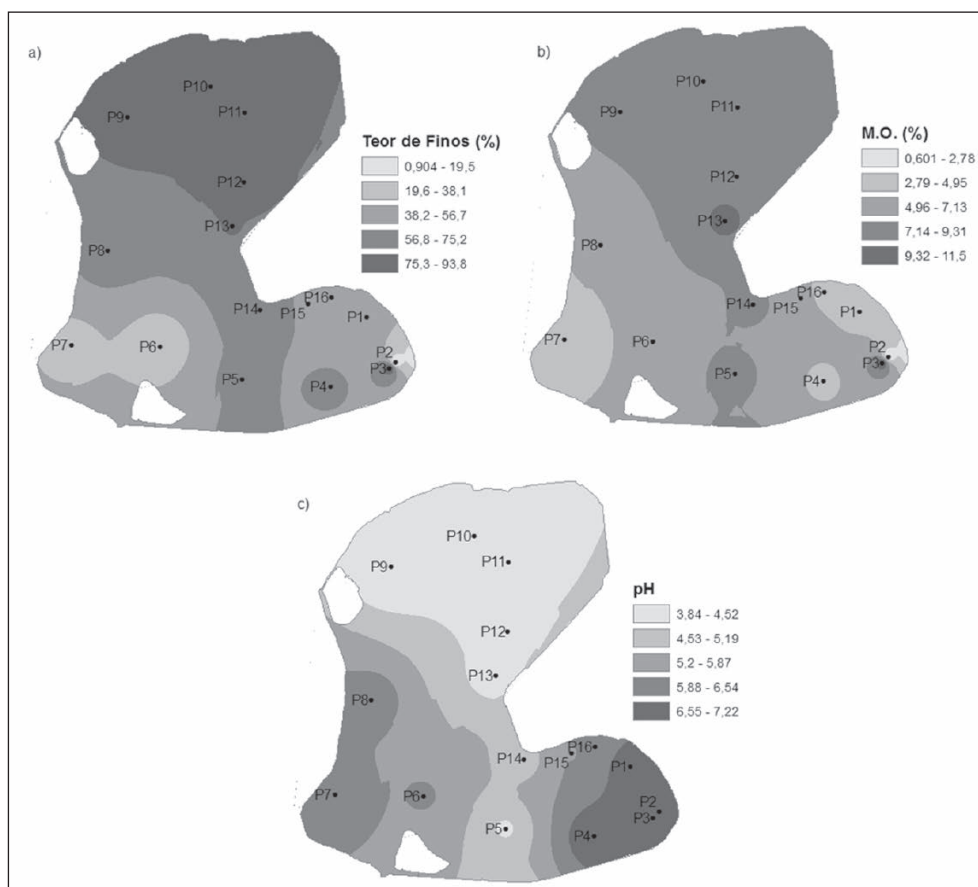 a)
P10
P9
P11
P12
P13
P8
P14
P15
P16
P1
P7
P6
P2
P3
P5
P4
Teor de Finos (%)
0,904 - 19,5
19,6 - 38,1
38,2 - 56,7
56,8 - 75,2
75,3 - 93,8
b)
P10
P9
P11
P12
P13
P8
P14
P15
P16
P1
P7
P6
P2
P3
P5
P4
M.O. (%)
0,601 - 2,78
2,79 - 4,95
4,96 - 7,13
7,14 - 9,31
9,32 - 11,5
c)
P10
P9
P11
P12
P13
P8
P14
P15
P16
P1
P7
P6
P2
P3
P5
P4
pH
3,84 - 4,52
4,53 - 5,19
5,2 - 5,87
5,88 - 6,54
6,55 - 7,22